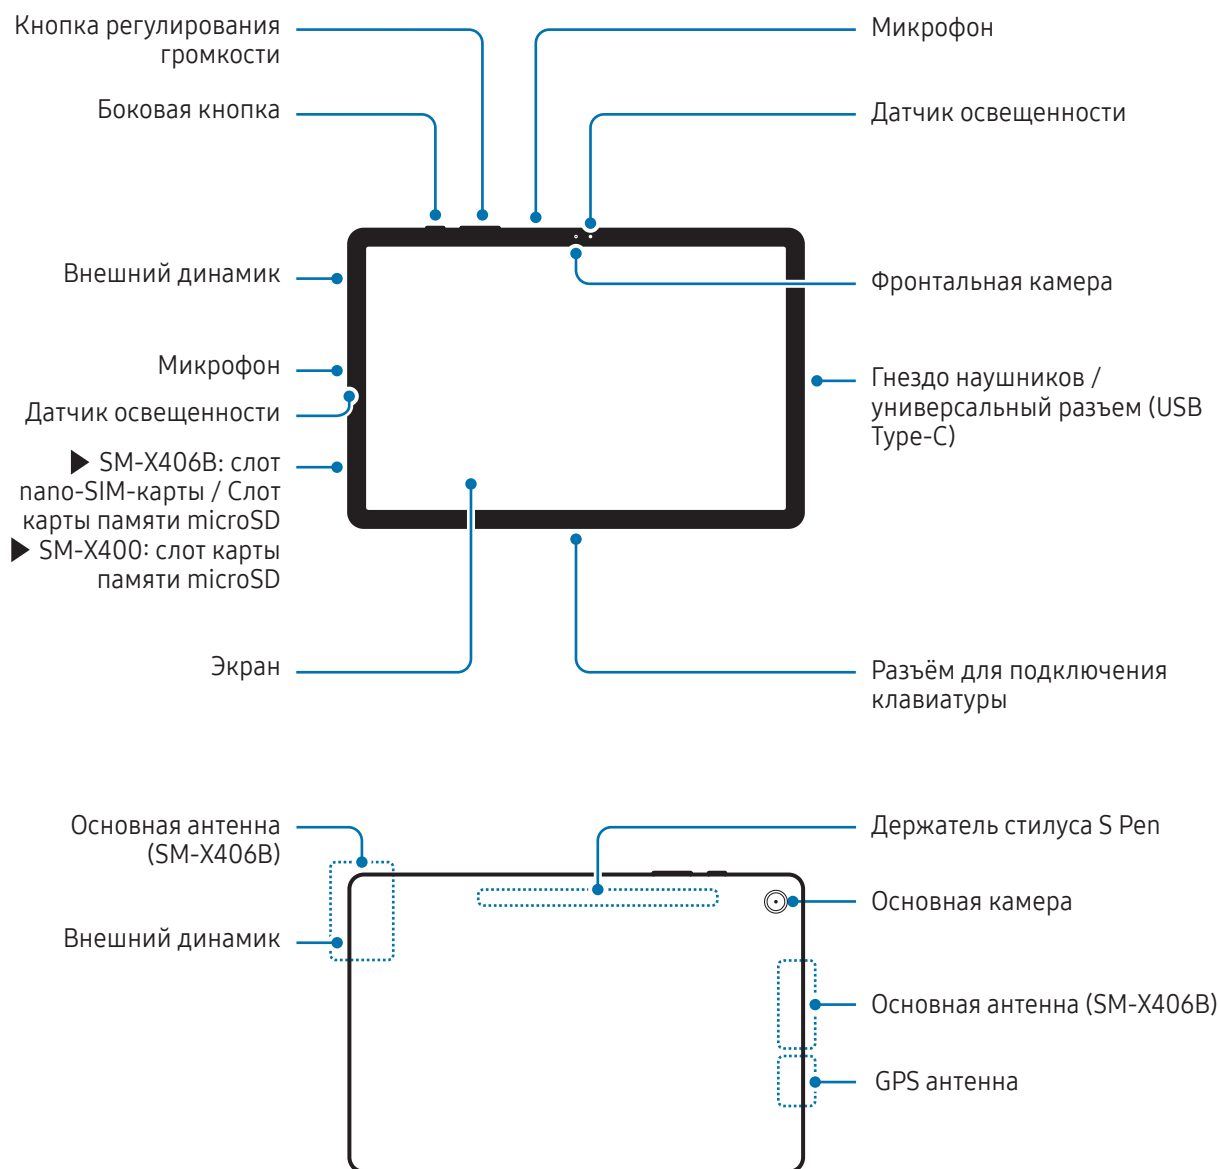 Кнопка регулирования
громкости
Боковая кнопка
Внешний динамик
Микрофон
Датчик освещенности
▶ SM-X406B: слот
nano-SIM-карты / Слот
карты памяти microSD
▶ SM-X400: слот карты
памяти microSD
Экран
Микрофон
Датчик освещенности
Фронтальная камера
Гнездо наушников /
универсальный разъем (USB
Type-C)
Разъём для подключения
клавиатуры
Основная антенна
(SM-X406B)
Внешний динамик
Держатель стилуса S Pen
Основная камера
Основная антенна (SM-X406B)
GPS антенна